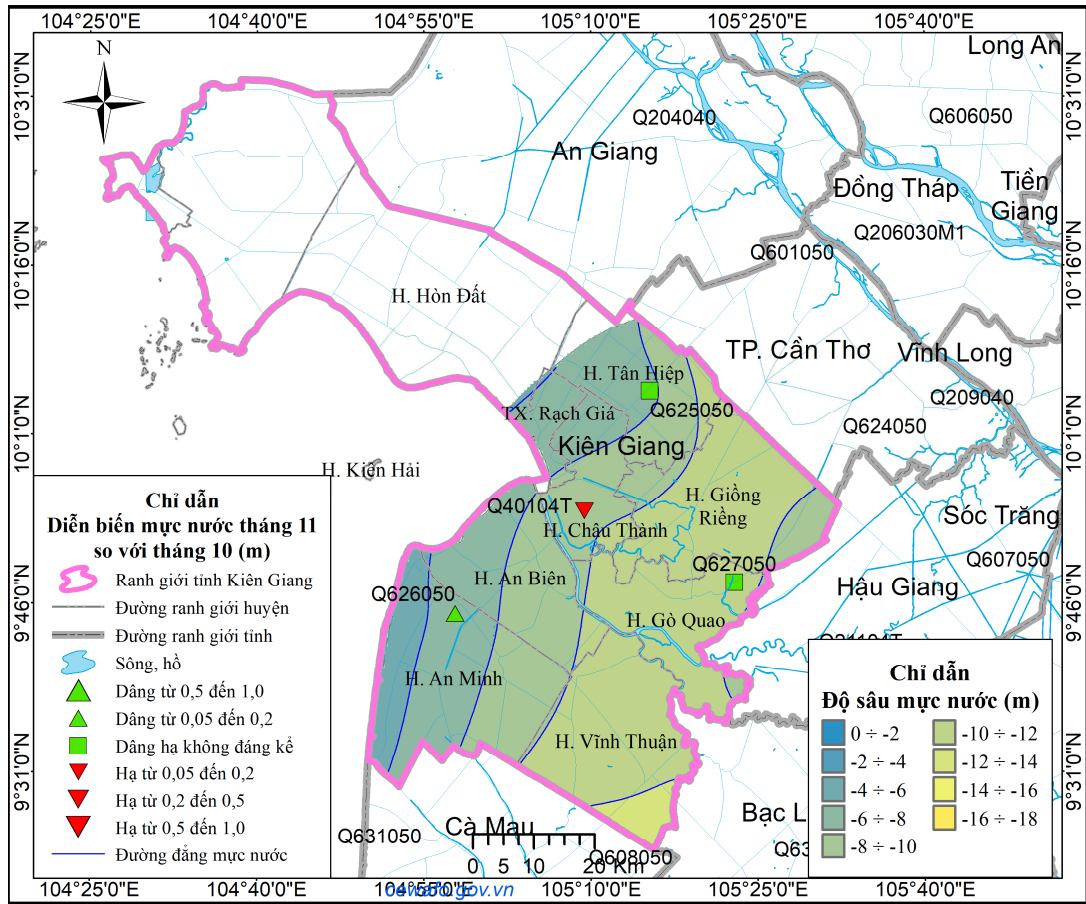 104°25'0"E 104°40'0"E 104°55'0"E 105°10'0"E 105°25'0"E 105°40'0"E
N
10°31'0"N
10°16'0"N
10°1'0"N
9°46'0"N
9°31'0"N
10°31'0"N
10°16'0"N
10°1'0"N
9°46'0"N
9°31'0"N
Long An
Q204040
Q606050
An Giang
Đồng Tháp
Tiền
Giang
Q206030M1
Q601050
H. Hòn Đất
TP. Cần Thơ
Vĩnh Long
H. Tân Hiệp
Q209040
Q625050
TX. Rạch Giá
Q624050
Kiên Giang
H. Kiên Hải
H. Giồng
Riềng
Q40104T
H. Châu Thành
Sóc Trăng
Q607050
Q627050
H. An Biên
Hậu Giang
Q626050
H. Gò Quao
H. An Minh
H. Vĩnh Thuận
Bạc L
Cà Mau
Q631050
Q608050
Q63
0 5 10 20 Km
Chỉ dẫn
Diễn biến mực nước tháng 11
so với tháng 10 (m)
Ranh giới tỉnh Kiên Giang
Đường ranh giới huyện
Đường ranh giới tỉnh
Sông, hồ
Dâng từ 0,5 đến 1,0
Dâng từ 0,05 đến 0,2
Dâng hạ không đáng kể
Hạ từ 0,05 đến 0,2
Hạ từ 0,2 đến 0,5
Hạ từ 0,5 đến 1,0
Đường đẳng mực nước
Chỉ dẫn
Độ sâu mực nước (m)
0 ÷ -2
-2 ÷ -4
-4 ÷ -6
-6 ÷ -8
-8 ÷ -10
-10 ÷ -12
-12 ÷ -14
-14 ÷ -16
-16 ÷ -18
104°25'0"E 104°40'0"E 104°55'0"E 105°10'0"E 105°25'0"E 105°40'0"E
cewafo.gov.vn